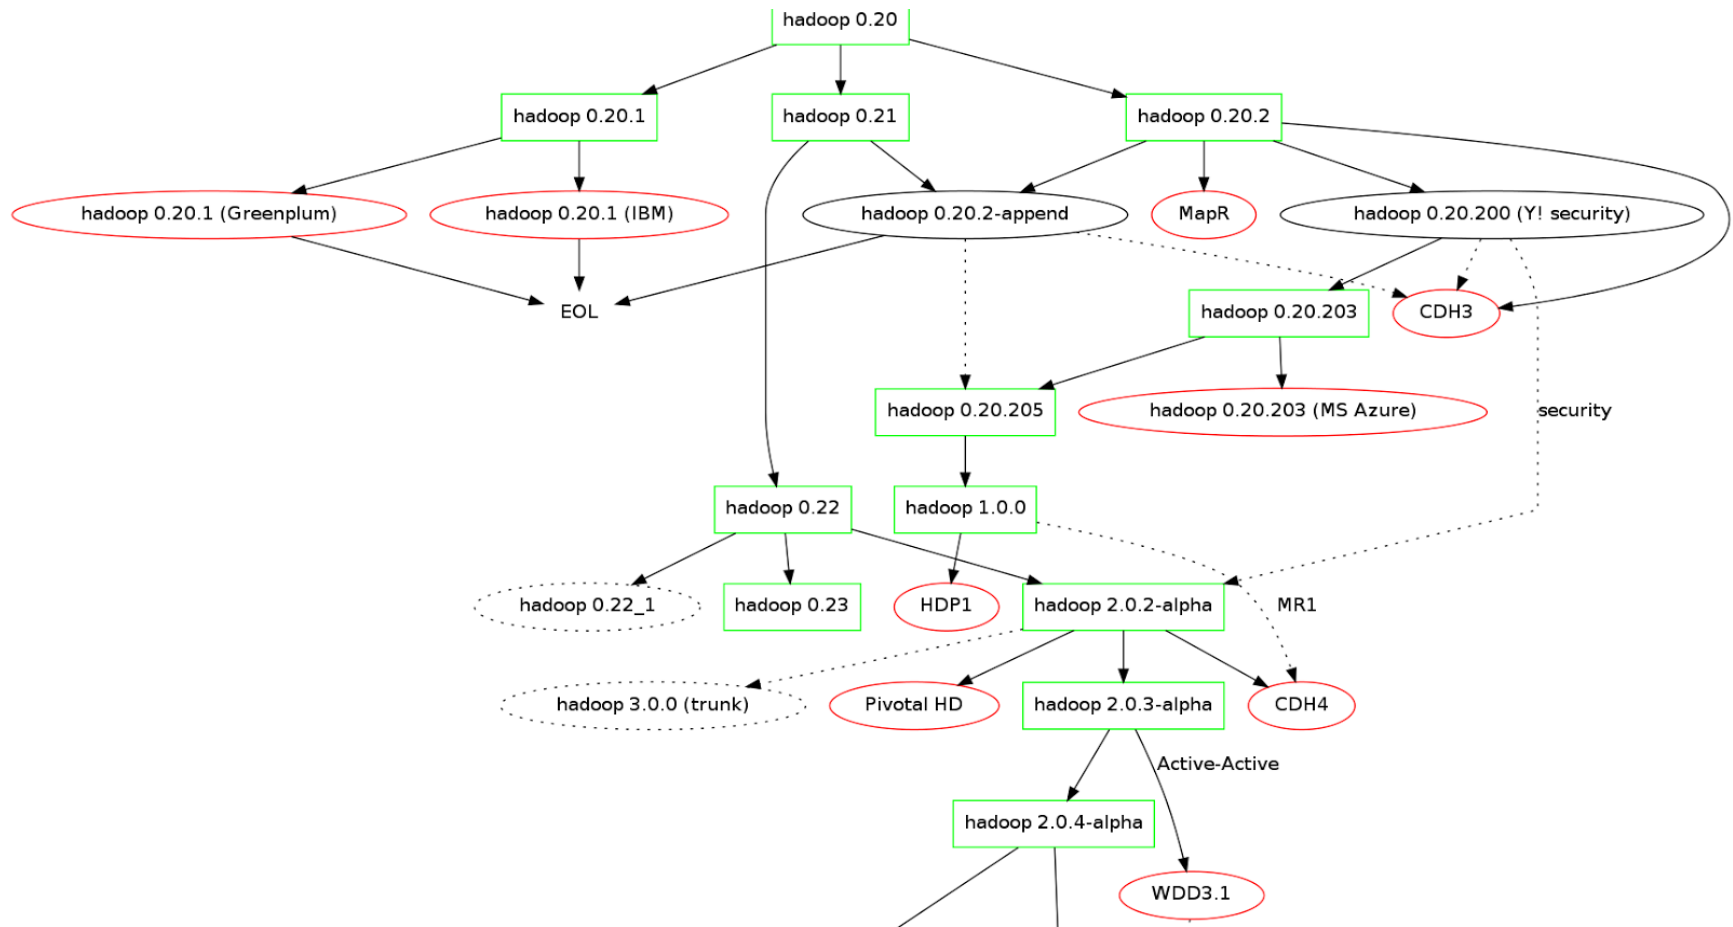 hadoop 0.20
hadoop 0.20.1
hadoop 0.21
hadoop 0.20.2
hadoop 0.20.1 (Greenplum)
hadoop 0.20.1 (IBM)
hadoop 0.20.2-append
MapR
hadoop 0.20.200 (Y! security)
EOL
hadoop 0.20.203
CDH3
hadoop 0.20.205
hadoop 0.20.203 (MS Azure)
security
hadoop 0.22
hadoop 1.0.0
hadoop 0.22_1
hadoop 0.23
HDP1
hadoop 2.0.2-alpha
MR1
hadoop 3.0.0 (trunk)
Pivotal HD
hadoop 2.0.3-alpha
CDH4
Active-Active
hadoop 2.0.4-alpha
WDD3.1